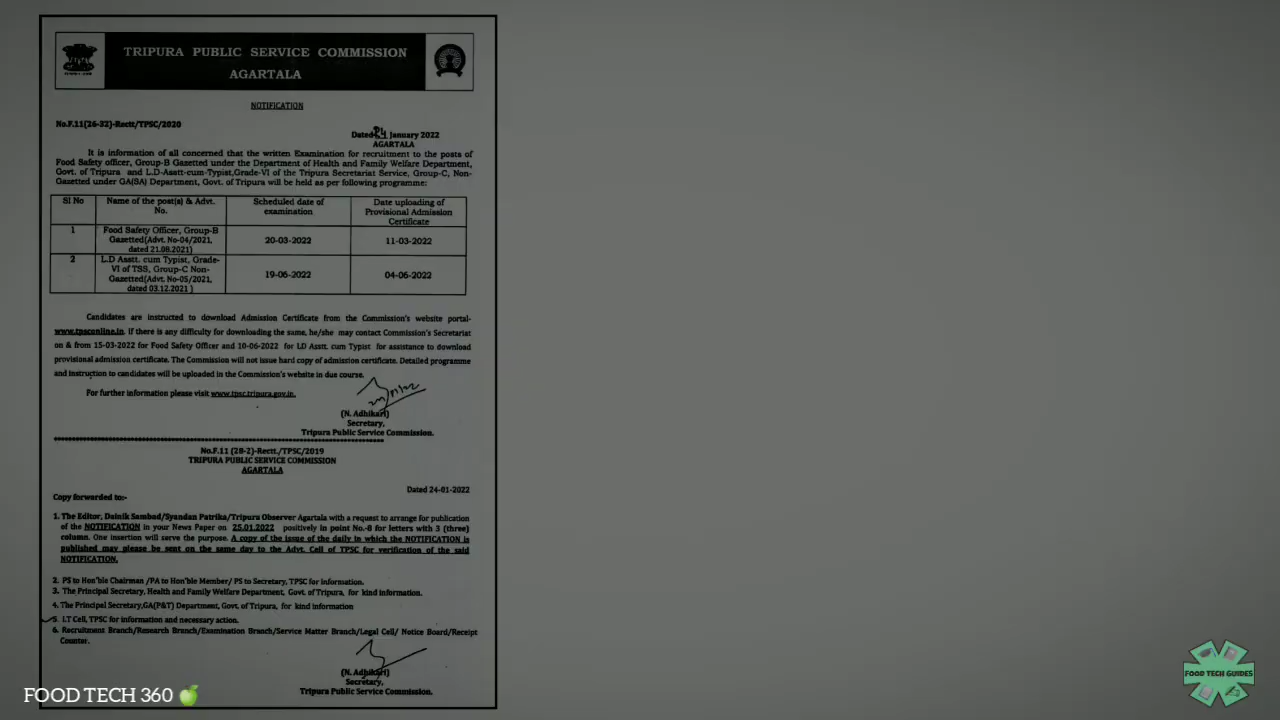 TRIPURA PUBLIC SERVICE COMMISSION
AGARTALA
NOTIFICATION
No.F.11(26-32)-Rectt/TPSC/2020
Dated 24 January 2022
AGARTALA
It is information of all concerned that the written Examination for recruitment to the posts of
Food Safety officer, Group-B Gazetted under the Department of Health and Family Welfare Department,
Govt. of Tripura and L.D-Asstt-cum-Typist,Grade-VI of the Tripura Secretariat Service, Group-C, Non-
Gazetted under GA(SA) Department, Govt. of Tripura will be held as per following programme:
Sl No
Name of the post(s) & Advt.
No.
Scheduled date of
examination
Date uploading of
Provisional Admission
Certificate
1
Food Safety Officer, Group-B
Gazetted(Advt. No-04/2021,
dated 21.08.2021)
20-03-2022
11-03-2022
2
L.D Asstt. cum Typist, Grade-
VI of TSS, Group-C Non-
Gazetted(Advt. No-05/2021,
dated 03.12.2021 )
19-06-2022
04-06-2022
Candidates are instructed to download Admission Certificate from the Commission's website portal-
www.tpsconline.in. If there is any difficulty for downloading the same, he/she may contact Commission's Secretariat
on & from 15-03-2022 for Food Safety Officer and 10-06-2022 for LD Asstt. cum Typist for assistance to download
provisional admission certificate. The Commission will not issue hard copy of admission certificate. Detailed programme
and instruction to candidates will be uploaded in the Commission's website in due course.
For further information please visit www.tpsc.tripura.gov.in.
(N. Adhikari)
Secretary,
Tripura Public Service Commission.
No.F.11 (28-2)-Rectt./TPSC/2019
TRIPURA PUBLIC SERVICE COMMISSION
AGARTALA
Dated 24-01-2022
Copy forwarded to:-
1. The Editor, Dainik Sambad/Syandan Patrika/Tripura Observer Agartala with a request to arrange for publication
of the NOTIFICATION in your News Paper on 25.01.2022 positively in point No.-8 for letters with 3 (three)
column. One insertion will serve the purpose. A copy of the issue of the daily in which the NOTIFICATION is
published may please be sent on the same day to the Advt. Cell of TPSC for verification of the said
NOTIFICATION.
2. PS to Hon'ble Chairman /PA to Hon'ble Member/ PS to Secretary, TPSC for information.
3. The Principal Secretary, Health and Family Welfare Department, Govt. of Tripura, for kind information.
4. The Principal Secretary,GA(P&T) Department, Govt. of Tripura, for kind information
5. I.T Cell, TPSC for information and necessary action.
6. Recruitment Branch/Research Branch/Examination Branch/Service Matter Branch/Legal Cell/ Notice Board/Receipt
Counter.
(N. Adhikari)
Secretary,
Tripura Public Service Commission.
FOOD TECH 360
FOOD TECH GUIDES